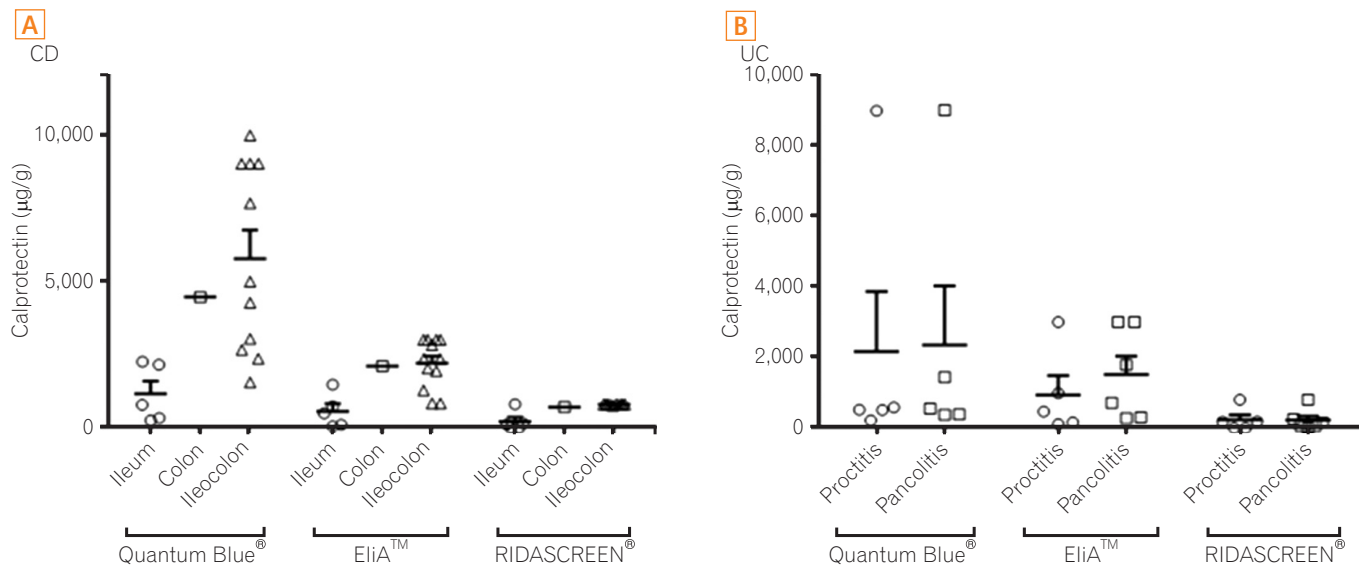 A
CD
Calprotectin (µg/g)
10,000
5,000
0
Ileum
Colon
Ileocolon
Ileum
Colon
Ileocolon
Ileum
Colon
Ileocolon
Quantum Blue®
EliA™
RIDASCREEN®
B
UC
Calprotectin (µg/g)
10,000
8,000
6,000
4,000
2,000
0
Proctitis
Pancolitis
Proctitis
Pancolitis
Proctitis
Pancolitis
Quantum Blue®
EliA™
RIDASCREEN®